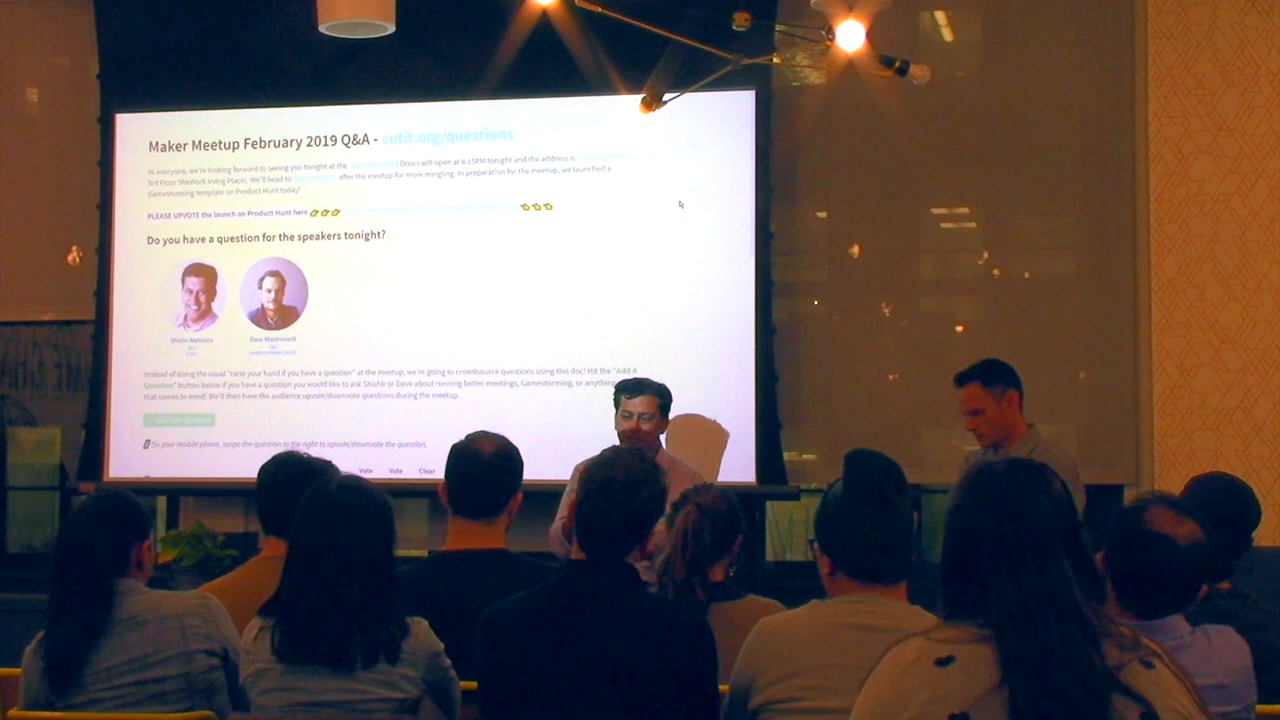 Maker Meetup February 2019 Q&A - cutit.org/questions
Hi everyone, we're looking forward to seeing you tonight at the ! Doors will open at 6:15PM tonight and the address is
3rd Floor (WeWork Irving Place). We'll head to after the meetup for more mingling. In preparation for the meetup, we launched a
Gamestorming template on Product Hunt today!
PLEASE UPVOTE the launch on Product Hunt here
Do you have a question for the speakers tonight?
Shishir Mehrotra
Dave Mastronardi
Instead of doing the usual "raise your hand if you have a question" at the meetup, we're going to crowdsource questions using this doc! Hit the "Add A
Question" button below if you have a question you would like to ask Shishir or Dave about running better meetings, Gamestorming, or anything
that comes to mind! We'll then have the audience upvote/downvote questions during the meetup.
Add Your Question
On your mobile phone, swipe the question to the right to upvote/downvote the question.
Vote Vote Clear